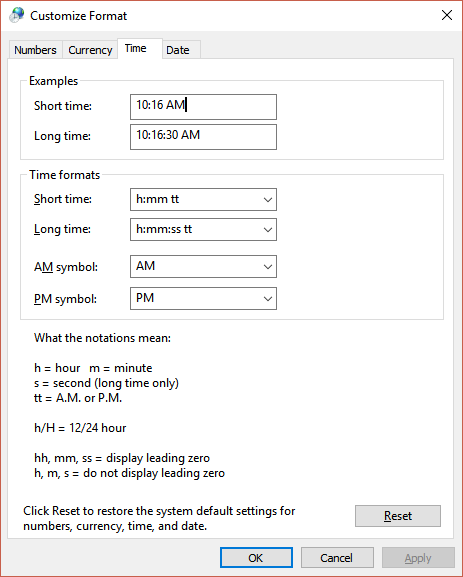 Customize Format
Numbers Currency Time Date
Examples
Short time: 10:16 AM
Long time: 10:16:30 AM
Time formats
Short time: h:mm tt
Long time: h:mm:ss tt
AM symbol: AM
PM symbol: PM
What the notations mean:
h = hour m = minute
s = second (long time only)
tt = A.M. or P.M.
h/H = 12/24 hour
hh, mm, ss = display leading zero
h, m, s = do not display leading zero
Click Reset to restore the system default settings for
numbers, currency, time, and date.
Reset
OK Cancel Apply